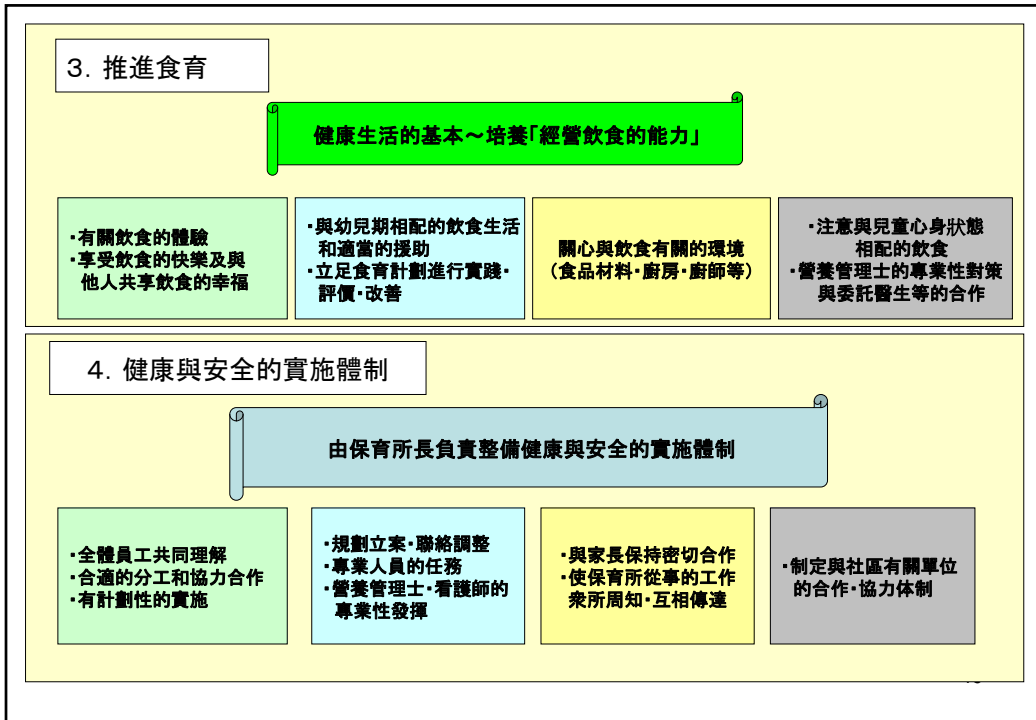 ３．推進食育
健康生活的基本～培養「經營飲食的能力」
・有關飲食的體驗
・享受飲食的快樂及與
他人共享飲食的幸福
・與幼兒期相配的飲食生活
和適當的援助
・立足食育計劃進行實踐・
評價・改善
關心與飲食有關的環境
（食品材料・廚房・廚師等）
・注意與兒童心身狀態
相配的飲食
・營養管理士的專業性對策
與委託醫生等的合作
４．健康與安全的實施體制
由保育所長負責整備健康與安全的實施體制
・全體員工共同理解
・合適的分工和協力合作
・有計劃性的實施
・規劃立案・聯絡調整
・專業人員的任務
・營養管理士・看護師的
專業性發揮
・與家長保持密切合作
・使保育所從事的工作
衆所周知・互相傳達
・制定與社區有關單位
的合作・協力体制